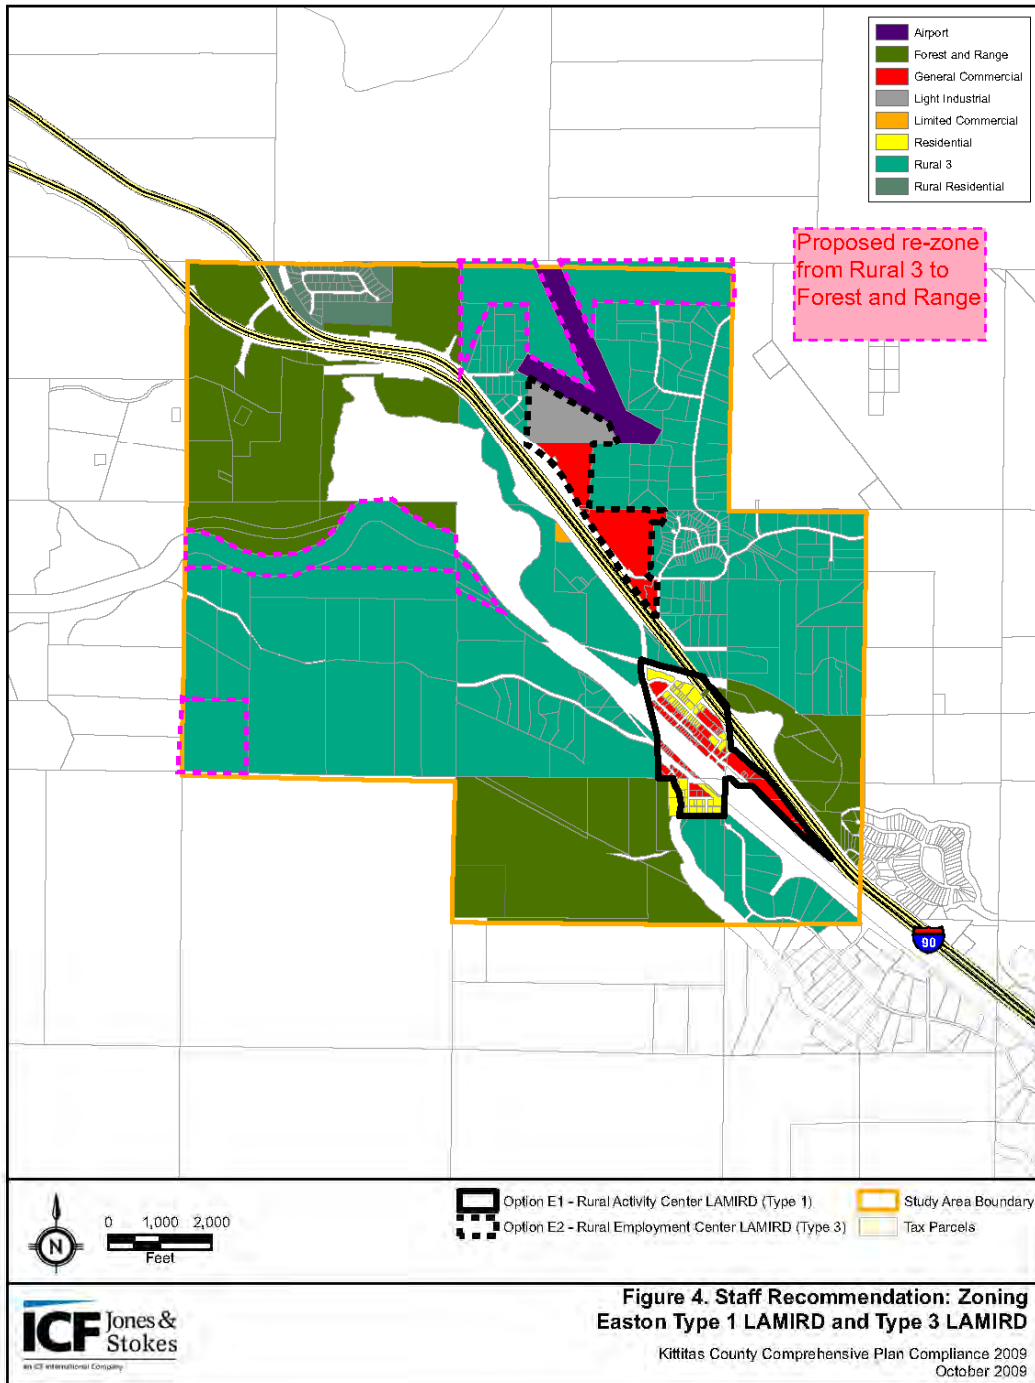 Airport
Forest and Range
General Commercial
Light Industrial
Limited Commercial
Residential
Rural 3
Rural Residential
Proposed re-zone
from Rural 3 to
Forest and Range
90
N
0 1,000 2,000
Feet
Option E1 - Rural Activity Center LAMIRD (Type 1)
Option E2 - Rural Employment Center LAMIRD (Type 3)
Study Area Boundary
Tax Parcels
ICF Jones &
Stokes
an ICF International Company
Figure 4. Staff Recommendation: Zoning
Easton Type 1 LAMIRD and Type 3 LAMIRD
Kittitas County Comprehensive Plan Compliance 2009
October 2009